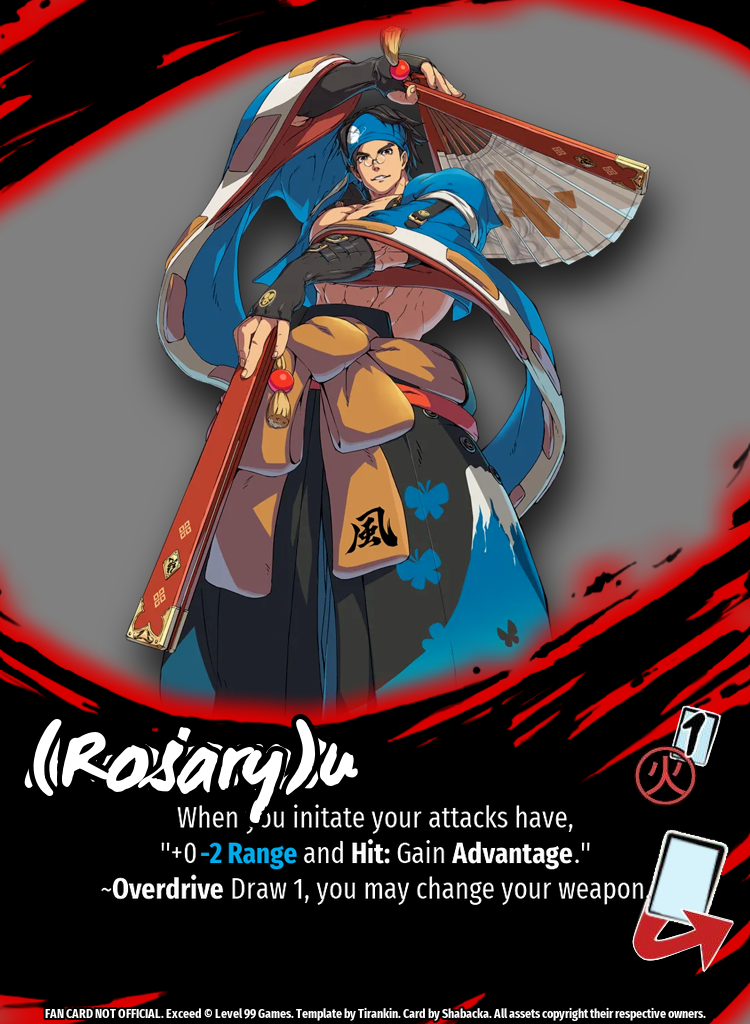 風
((Rosary)u
1
火
When you initate your attacks have,
"+0 -2 Range and Hit: Gain Advantage."
~Overdrive Draw 1, you may change your weapon.
FAN CARD NOT OFFICIAL. Exceed © Level 99 Games. Template by Tirankin. Card by Shabacka. All assets copyright their respective owners.